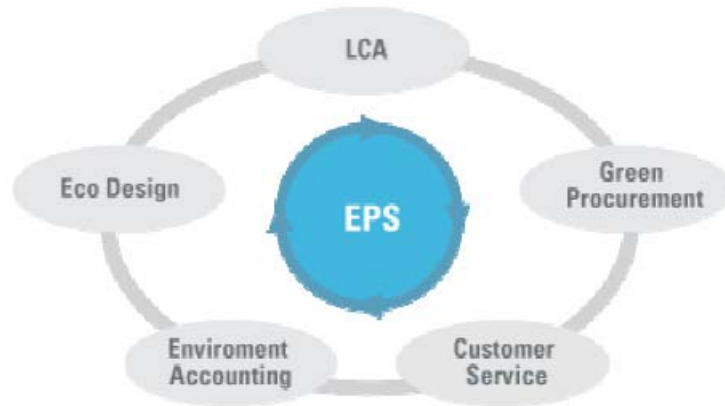 LCA
Eco Design
Green
Procurement
EPS
Enviroment
Accounting
Customer
Service